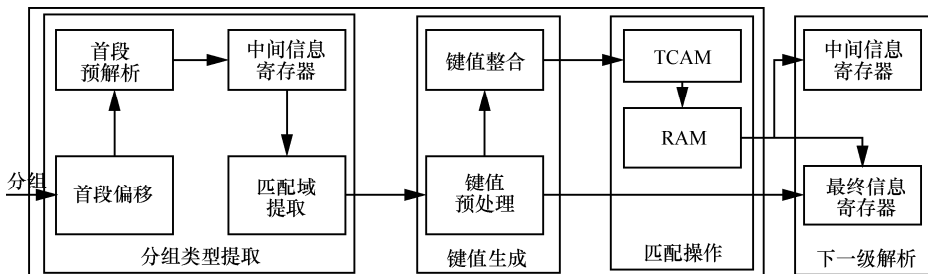 首段
预解析
中间信息
寄存器
键值整合
TCAM
中间信息
寄存器
RAM
分组
首段偏移
匹配域
提取
键值
预处理
最终信息
寄存器
分组类型提取
键值生成
匹配操作
下一级解析